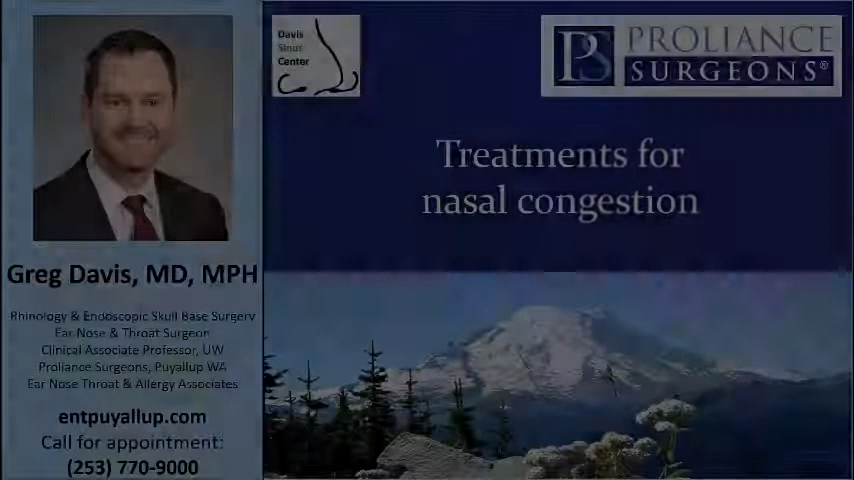 Davis
Sinus
Center
PROLIANCE
SURGEONS®
Treatments for
nasal congestion
Greg Davis, MD, MPH
Rhinology & Endoscopic Skull Base Surgery
Ear Nose & Throat Surgeon
Clinical Associate Professor, UW
Proliance Surgeons, Puyallup WA
Ear Nose Throat & Allergy Associates
entpuyallup.com
Call for appointment:
(253) 770-9000